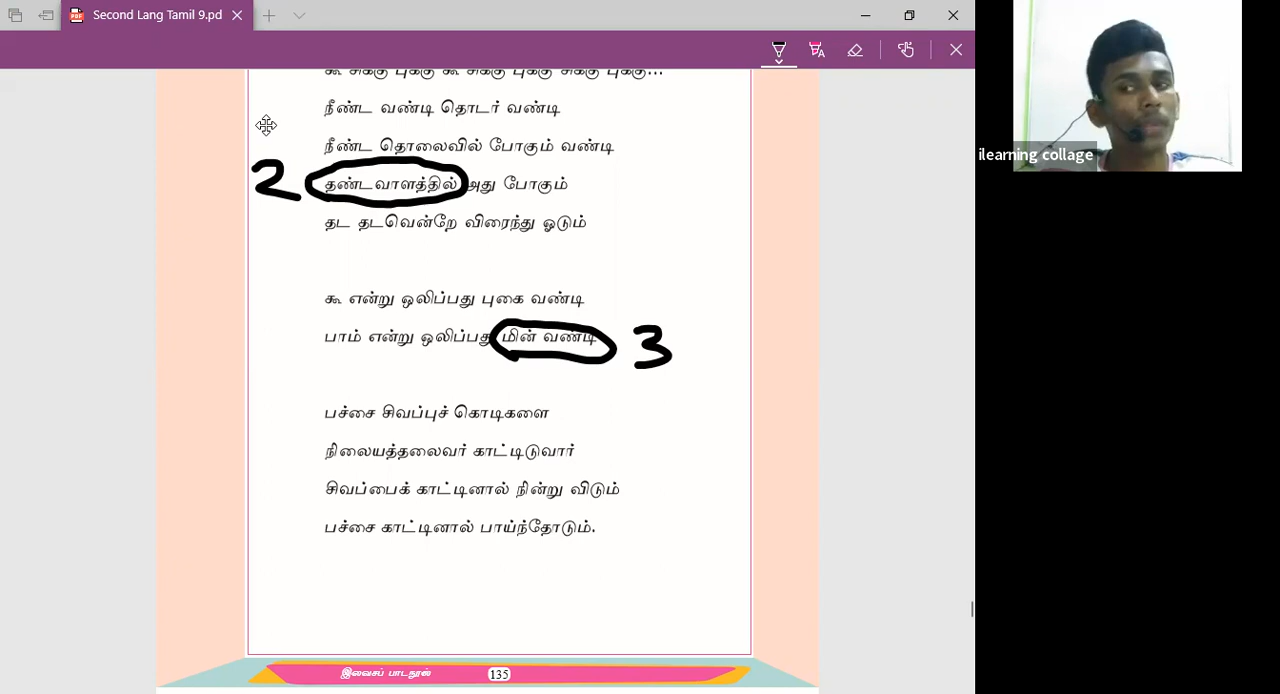 Second Lang Tamil 9.pd
ilearning collage
கூ சிக்கு புக்கு கூ சிக்கு புக்கு சிக்கு புக்கு...
நீண்ட வண்டி தொடர் வண்டி
நீண்ட தொலைவில் போகும் வண்டி
2 தண்டவாளத்தில் அது போகும்
தட தடவென்றே விரைந்து ஓடும்
கூ என்று ஒலிப்பது புகை வண்டி
பாம் என்று ஒலிப்பது மின் வண்டி 3
பச்சை சிவப்புச் கொடிகளை
நிலையத்தலைவர் காட்டிடுவார்
சிவப்பைக் காட்டினால் நின்று விடும்
பச்சை காட்டினால் பாய்ந்தோடும்.
இலவசப் பாடநூல் 135